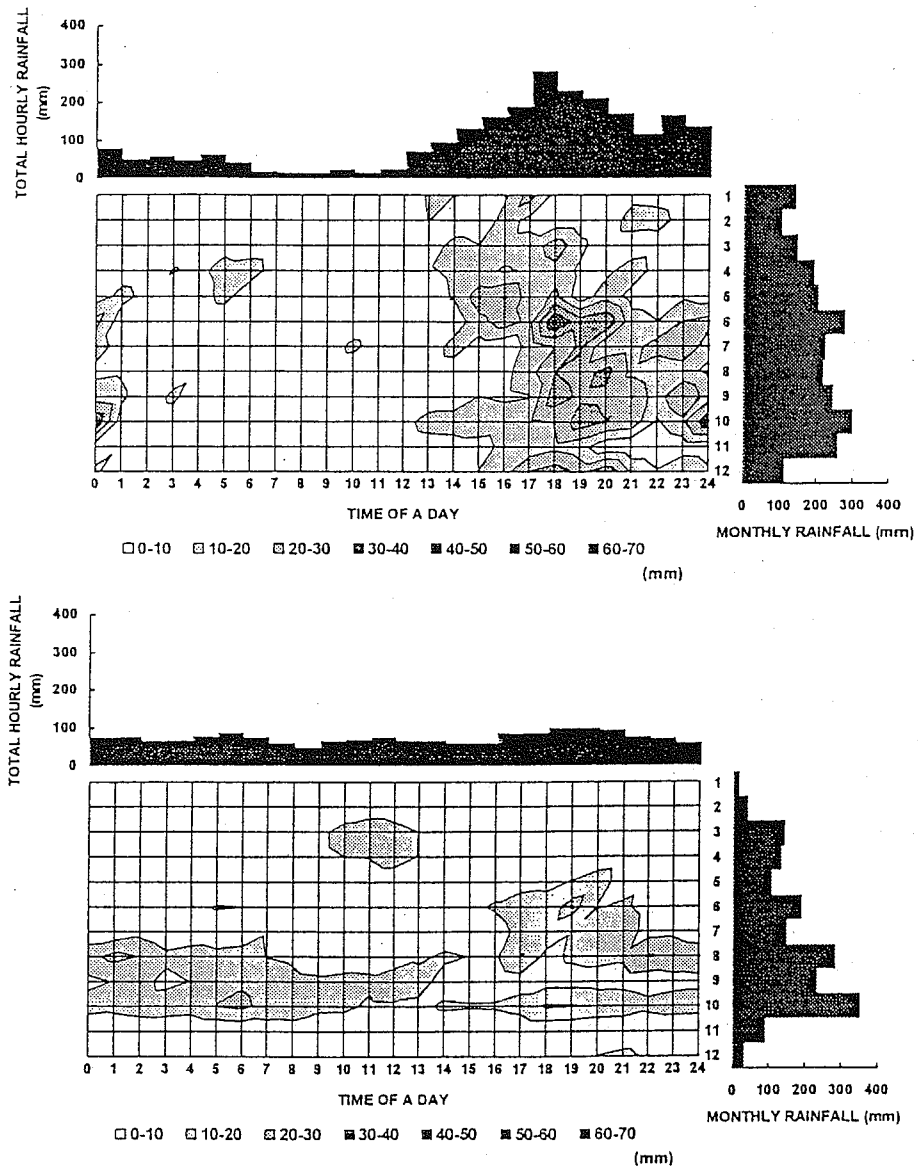 TOTAL HOURLY RAINFALL
(mm)
400
300
200
100
0
1
2
3
4
5
6
7
8
9
10
11
12
0 1 2 3 4 5 6 7 8 9 10 11 12 13 14 15 16 17 18 19 20 21 22 23 24
0 100 200 300 400
TIME OF A DAY
MONTHLY RAINFALL (mm)
0-10 10-20 20-30 30-40 40-50 50-60 60-70
(mm)
TOTAL HOURLY RAINFALL
(mm)
400
300
200
100
0
1
2
3
4
5
6
7
8
9
10
11
12
0 1 2 3 4 5 6 7 8 9 10 11 12 13 14 15 16 17 18 19 20 21 22 23 24
0 100 200 300 400
TIME OF A DAY
MONTHLY RAINFALL (mm)
0-10 10-20 20-30 30-40 40-50 50-60 60-70
(mm)